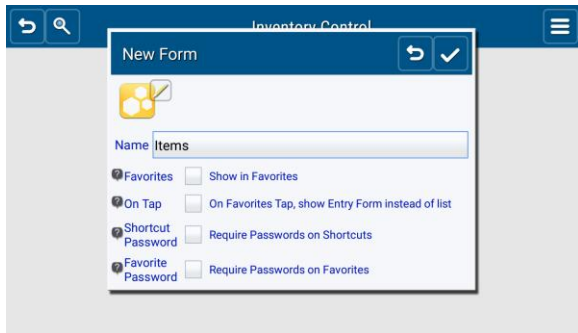 Inventory Control
New Form
Name Items
Favorites Show in Favorites
On Tap On Favorites Tap, show Entry Form instead of list
Shortcut
Password Require Passwords on Shortcuts
Favorite
Password Require Passwords on Favorites